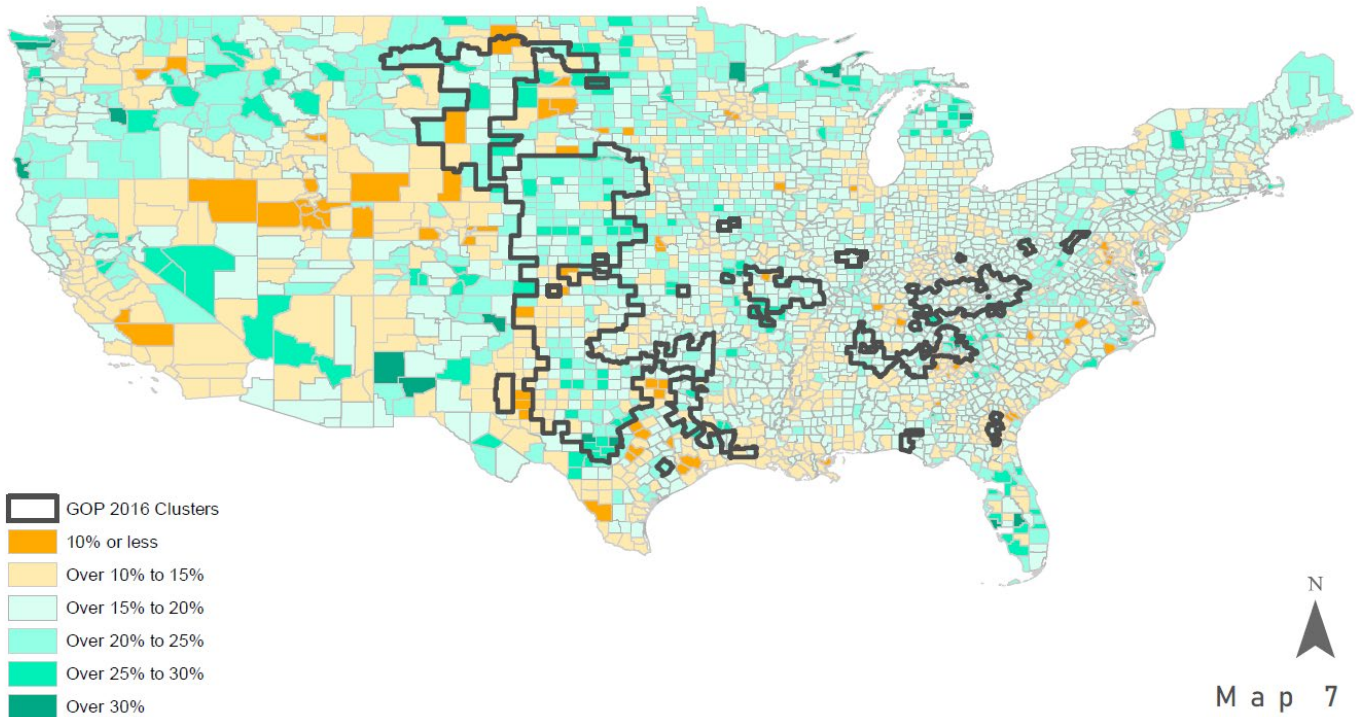 GOP 2016 Clusters
10% or less
Over 10% to 15%
Over 15% to 20%
Over 20% to 25%
Over 25% to 30%
Over 30%
N
Map 7